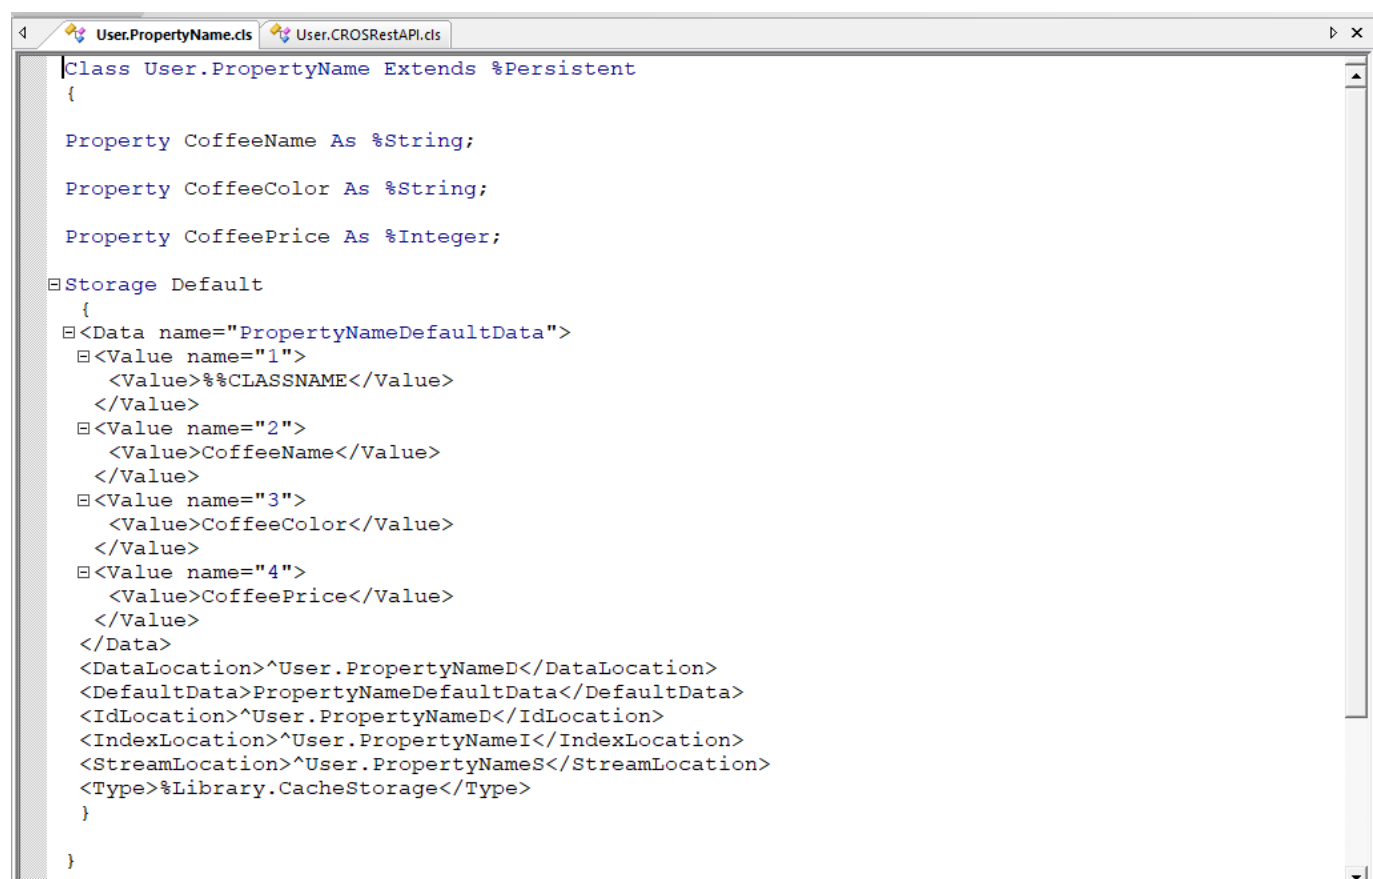 User.PropertyName.cls User.CROSRestAPI.cls
Class User.PropertyName Extends %Persistent
{
Property CoffeeName As %String;
Property CoffeeColor As %String;
Property CoffeePrice As %Integer;
Storage Default
{
<Data name="PropertyNameDefaultData">
<Value name="1">
<Value>%%CLASSNAME</Value>
</Value>
<Value name="2">
<Value>CoffeeName</Value>
</Value>
<Value name="3">
<Value>CoffeeColor</Value>
</Value>
<Value name="4">
<Value>CoffeePrice</Value>
</Value>
</Data>
<DataLocation>^User.PropertyNameD</DataLocation>
<DefaultData>PropertyNameDefaultData</DefaultData>
<IdLocation>^User.PropertyNameD</IdLocation>
<IndexLocation>^User.PropertyNameI</IndexLocation>
<StreamLocation>^User.PropertyNameS</StreamLocation>
<Type>%Library.CacheStorage</Type>
}
}